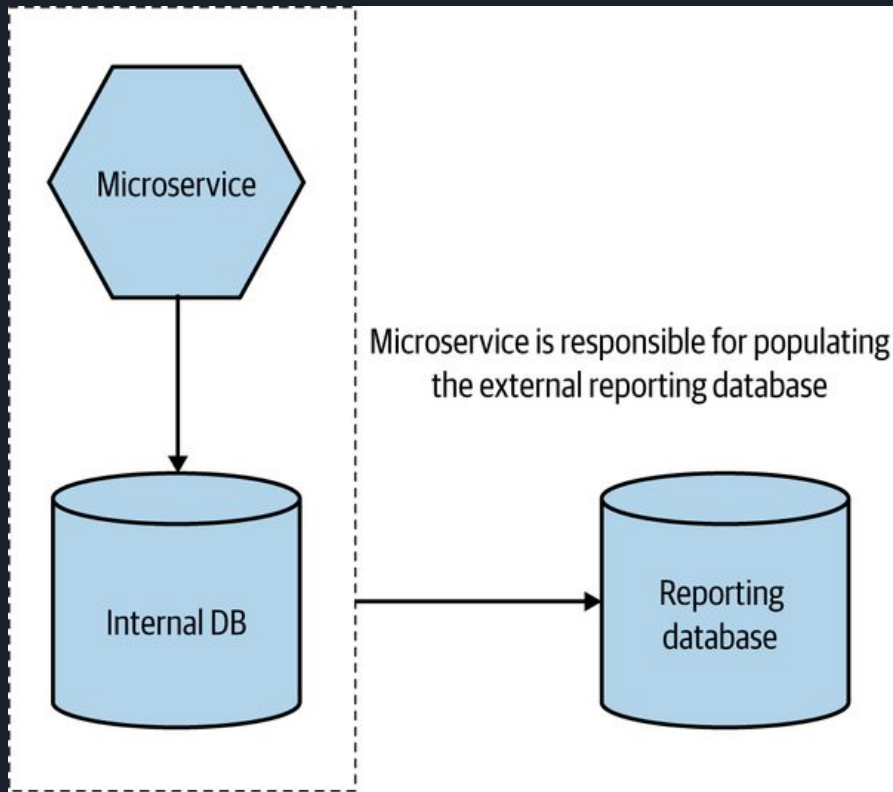 Microservice
Microservice is responsible for populating
the external reporting database
Internal DB
Reporting
database